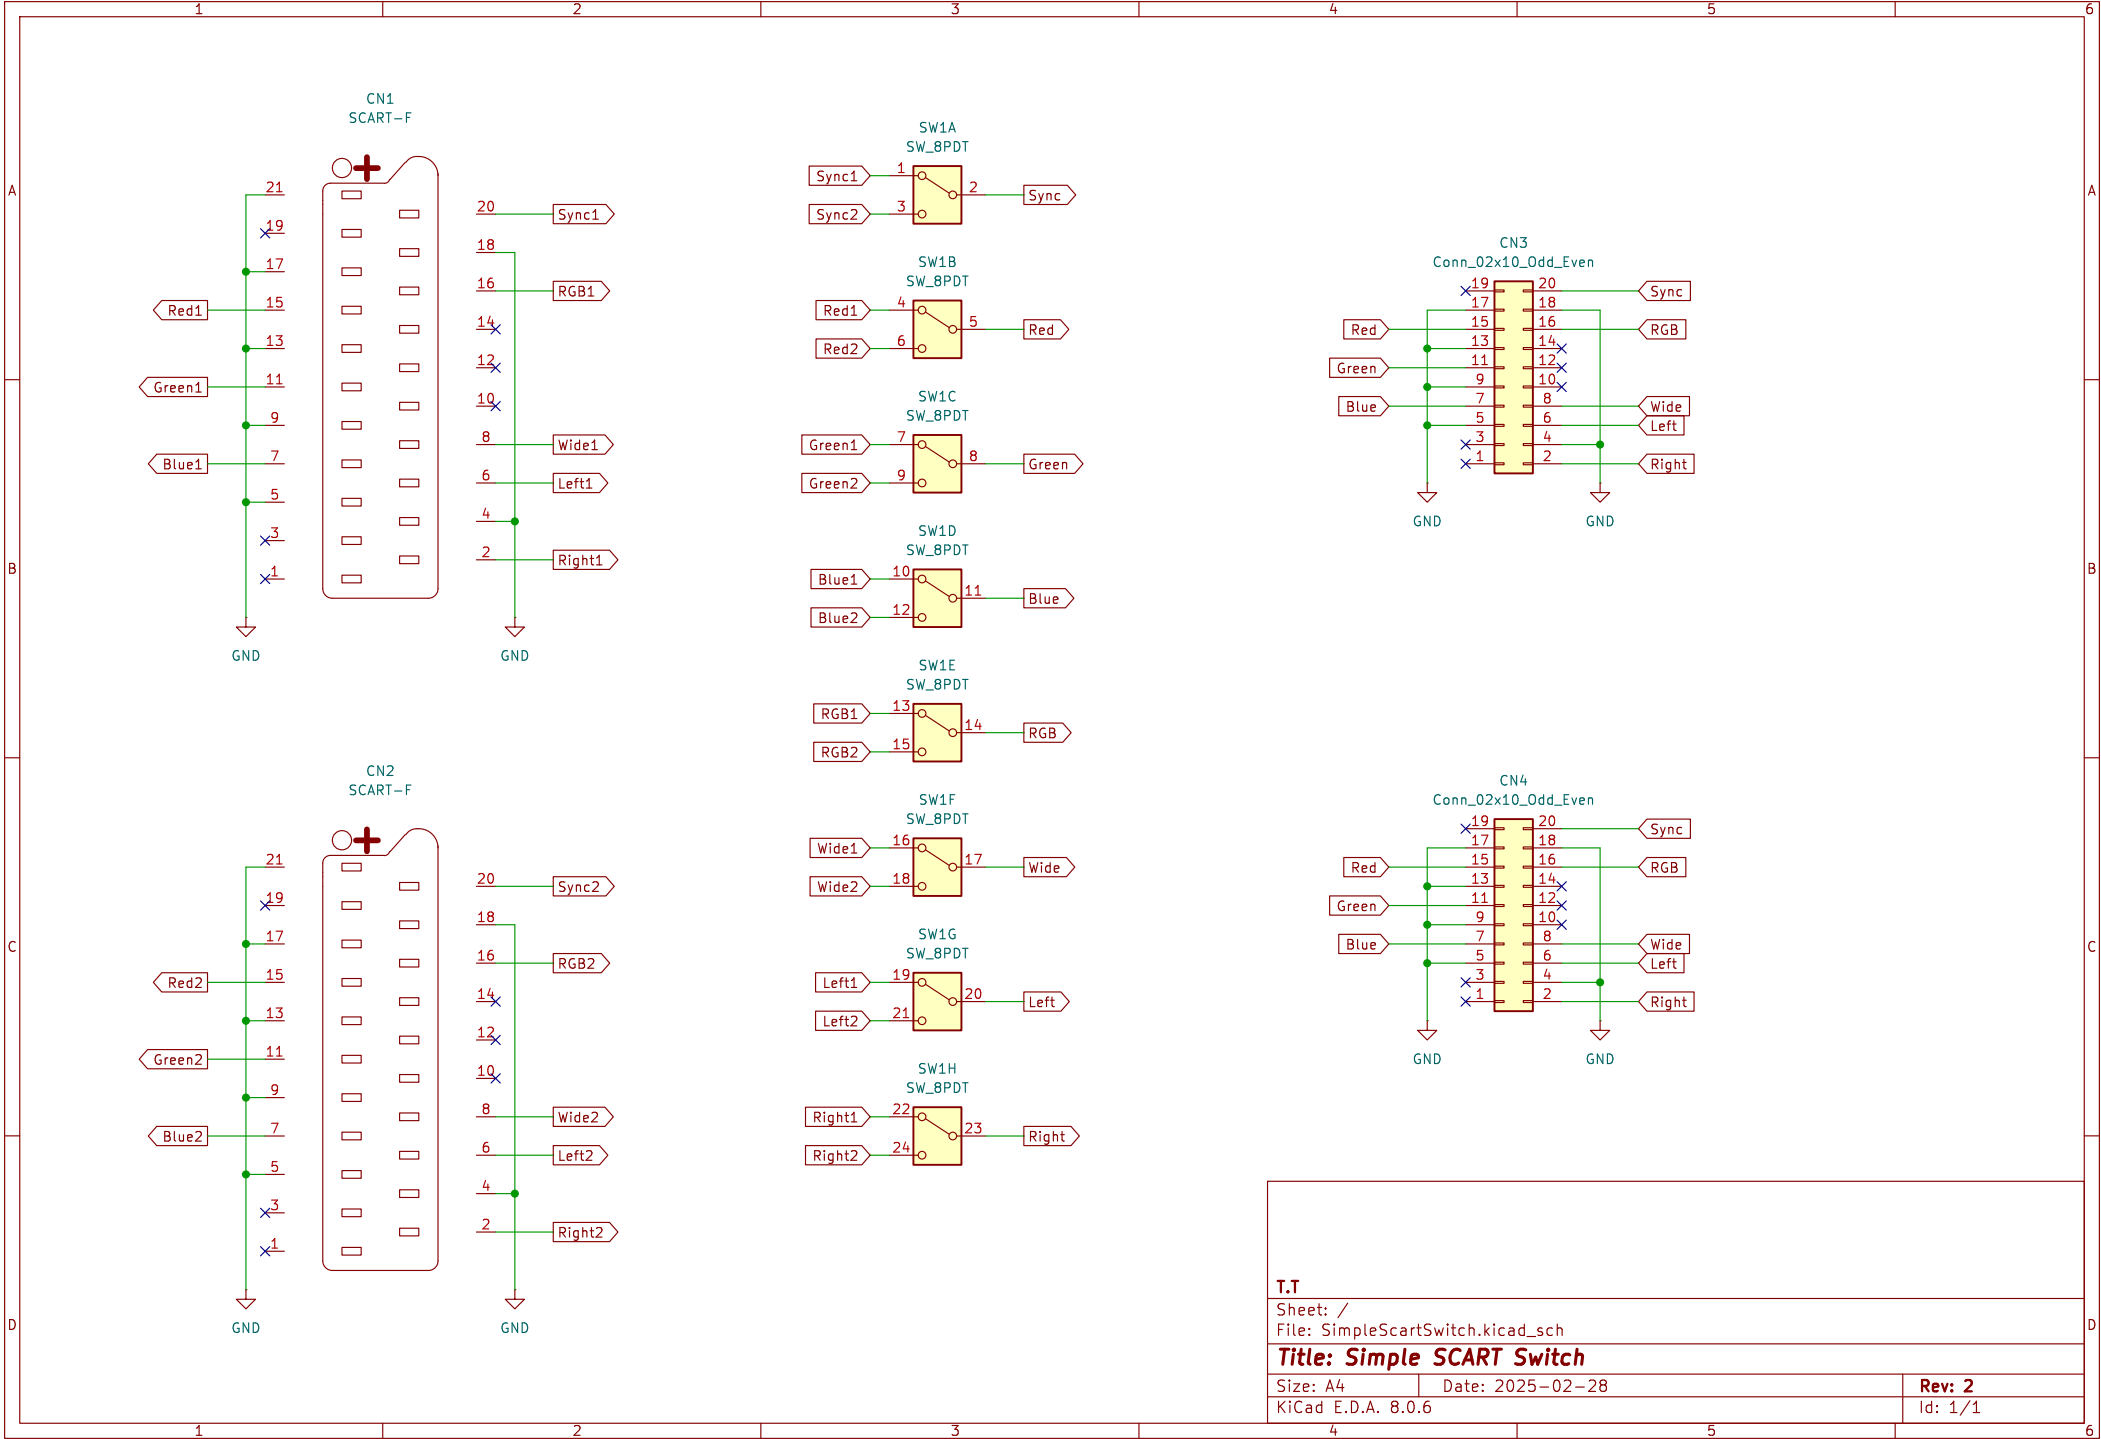 1 2 3 4 5 6
A
B
C
D
CN1
SCART-F
21
19
17
Red1 15
13
Green1 11
9
Blue1 7
5
3
1
GND
20 Sync1
18
16 RGB1
14
12
10
8 Wide1
6 Left1
4
2 Right1
GND
CN2
SCART-F
21
19
17
Red2 15
13
Green2 11
9
Blue2 7
5
3
1
GND
20 Sync2
18
16 RGB2
14
12
10
8 Wide2
6 Left2
4
2 Right2
GND
SW1A
SW_8PDT
Sync1 1
2 Sync
Sync2 3
SW1B
SW_8PDT
Red1 4
5 Red
Red2 6
SW1C
SW_8PDT
Green1 7
8 Green
Green2 9
SW1D
SW_8PDT
Blue1 10
11 Blue
Blue2 12
SW1E
SW_8PDT
RGB1 13
14 RGB
RGB2 15
SW1F
SW_8PDT
Wide1 16
17 Wide
Wide2 18
SW1G
SW_8PDT
Left1 19
20 Left
Left2 21
SW1H
SW_8PDT
Right1 22
23 Right
Right2 24
CN3
Conn_02x10_Odd_Even
19 20 Sync
17 18
Red 15 16 RGB
13 14
Green 11 12
9 10
Blue 7 8 Wide
5 6 Left
3 4
1 2 Right
GND GND
CN4
Conn_02x10_Odd_Even
19 20 Sync
17 18
Red 15 16 RGB
13 14
Green 11 12
9 10
Blue 7 8 Wide
5 6 Left
3 4
1 2 Right
GND GND
A
B
C
D
T.T
Sheet: /
File: SimpleScartSwitch.kicad_sch
Title: Simple SCART Switch
Size: A4 Date: 2025-02-28 Rev: 2
KiCad E.D.A. 8.0.6 Id: 1/1
1 2 3 4 5 6